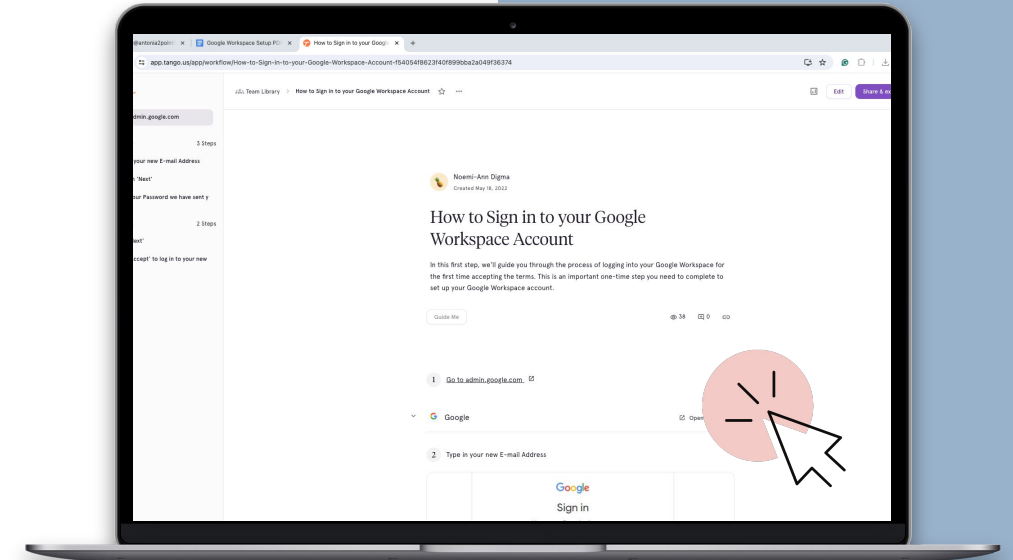 @antonia2poin
Google Workspace Setup PD
How to Sign in to your Google
app.tango.us/app/workflow/How-to-Sign-in-to-your-Google-Workspace-Account-f54054f8623f40f899bba2a049f36374
Team Library > How to Sign in to your Google Workspace Account
Edit
Share & ex
dmin.google.com
3 Steps
your new E-mail Address
'Next'
our Password we have sent y
2 Steps
ext'
ccept' to log in to your new
Noemi-Ann Digma
Created May 18, 2022
How to Sign in to your Google
Workspace Account
In this first step, we'll guide you through the process of logging into your Google Workspace for
the first time accepting the terms. This is an important one-time step you need to complete to
set up your Google Workspace account.
Guide Me
38
0
1 Go to admin.google.com
Google
Open
2 Type in your new E-mail Address
Google
Sign in